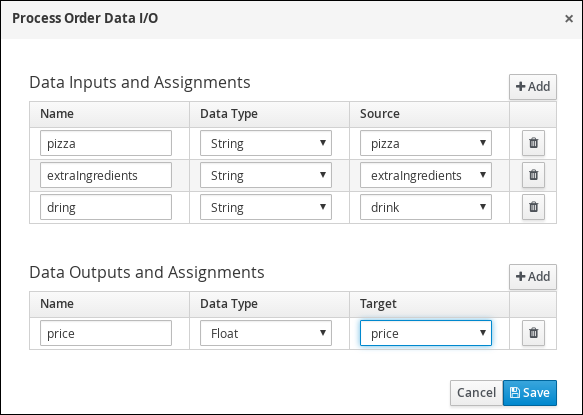 Process Order Data I/O ×
Data Inputs and Assignments
+ Add
Name Data Type Source
pizza String pizza
extraIngredients String extraIngredients
dring String drink
Data Outputs and Assignments
+ Add
Name Data Type Target
price Float price
Cancel Save